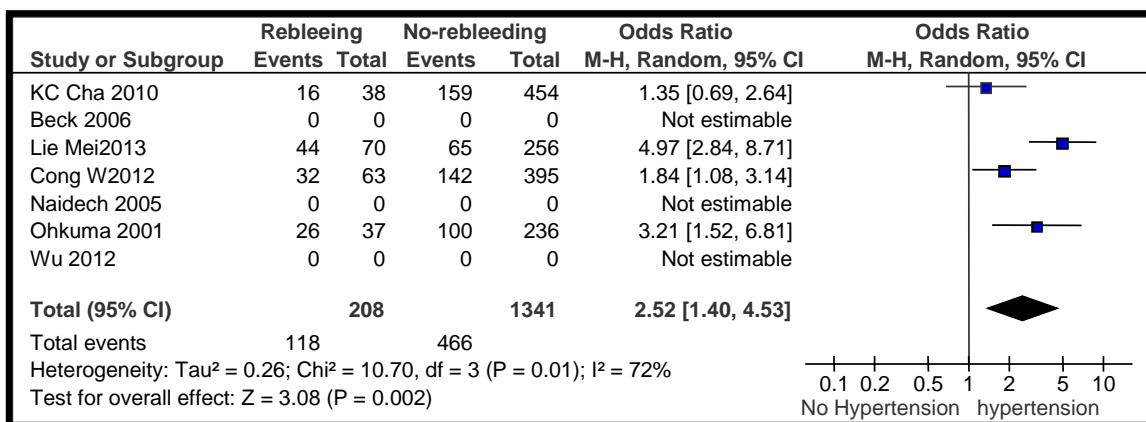 Rebleeing No-rebleeding Odds Ratio Odds Ratio
Study or Subgroup Events Total Events Total M-H, Random, 95% CI M-H, Random, 95% CI
KC Cha 2010 16 38 159 454 1.35 [0.69, 2.64]
Beck 2006 0 0 0 0 Not estimable
Lie Mei2013 44 70 65 256 4.97 [2.84, 8.71]
Cong W2012 32 63 142 395 1.84 [1.08, 3.14]
Naidech 2005 0 0 0 0 Not estimable
Ohkuma 2001 26 37 100 236 3.21 [1.52, 6.81]
Wu 2012 0 0 0 0 Not estimable
Total (95% CI) 208 1341 2.52 [1.40, 4.53]
Total events 118 466
Heterogeneity: Tau² = 0.26; Chi² = 10.70, df = 3 (P = 0.01); I² = 72%
Test for overall effect: Z = 3.08 (P = 0.002)
0.1 0.2 0.5 1 2 5 10
No Hypertension hypertension